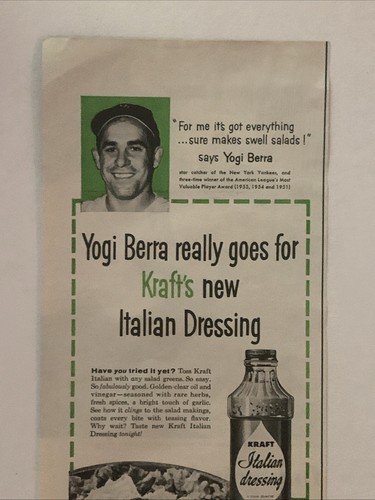 "For me it's got everything
...sure makes swell salads!"
says Yogi Berra
star catcher of the New York Yankees, and
three-time winner of the American League's Most
Valuable Player Award (1955, 1954 and 1951)
Yogi Berra really goes for
Kraft's new
Italian Dressing
Have you tried it yet? Toss Kraft
Italian with any salad greens. So easy.
So fabulously good. Golden-clear oil and
vinegar—seasoned with rare herbs,
fresh spices, a bright touch of garlic.
See how it clings to the salad makings,
coats every bite with teasing flavor.
Why wait? Taste new Kraft Italian
Dressing tonight!
KRAFT
Italian
dressing